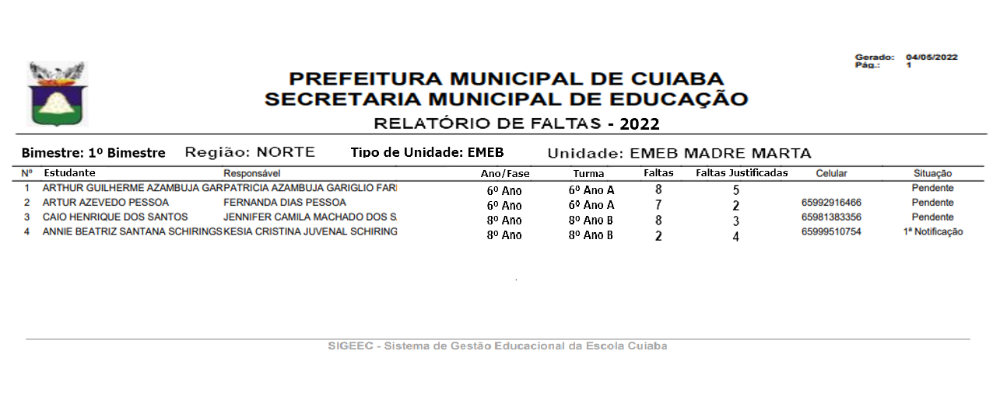 Gerado: 04/05/2022
Pág.: 1
PREFEITURA MUNICIPAL DE CUIABA
SECRETARIA MUNICIPAL DE EDUCAÇÃO
RELATÓRIO DE FALTAS - 2022
Bimestre: 1º Bimestre Região: NORTE Tipo de Unidade: EMEB Unidade: EMEB MADRE MARTA
Nº Estudante Responsável Ano/Fase Turma Faltas Faltas Justificadas Celular Situação
1 ARTHUR GUILHERME AZAMBUJA GAR PATRICIA AZAMBUJA GARIGLIO FARI 6º Ano 6º Ano A 8 5 Pendente
2 ARTUR AZEVEDO PESSOA FERNANDA DIAS PESSOA 6º Ano 6º Ano A 7 2 65992916466 Pendente
3 CAIO HENRIQUE DOS SANTOS JENNIFER CAMILA MACHADO DOS S 8º Ano 8º Ano B 8 3 65981383356 Pendente
4 ANNIE BEATRIZ SANTANA SCHIRINGS KESIA CRISTINA JUVENAL SCHIRING 8º Ano 8º Ano B 2 4 65999510754 1ª Notificação
SIGEEC - Sistema de Gestão Educacional da Escola Cuiaba